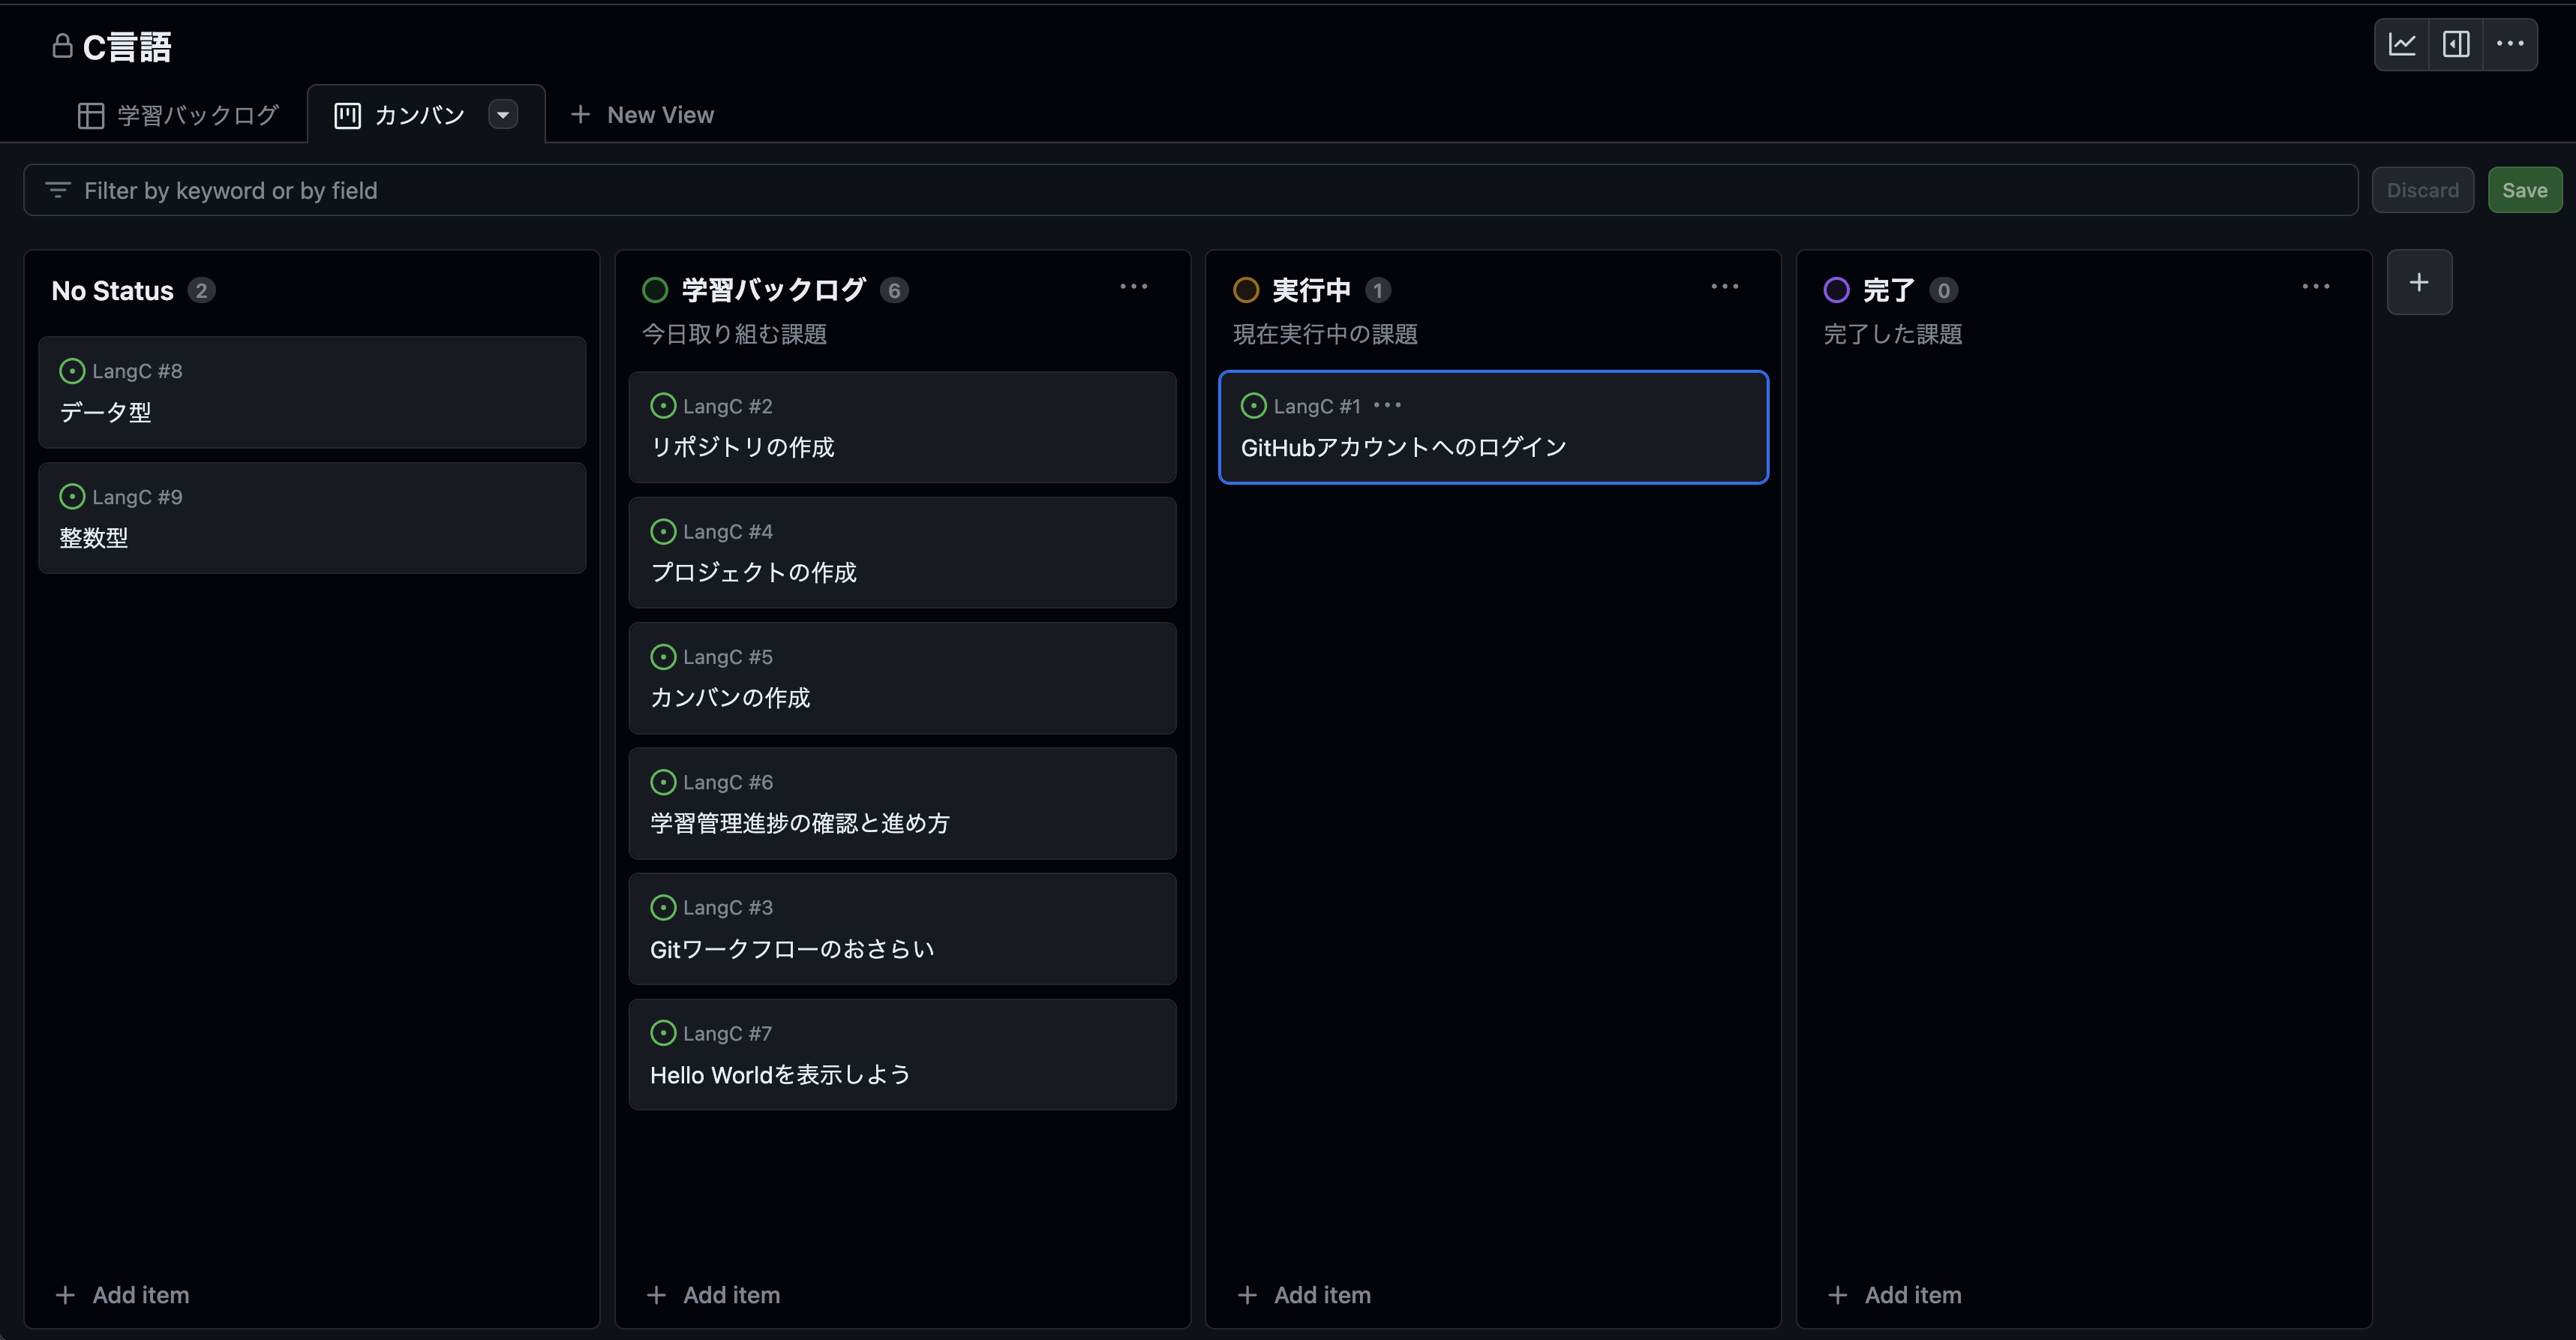 C言語
学習バックログ
カンバン
New View
Filter by keyword or by field
Discard
Save
No Status 2
LangC #8
データ型
LangC #9
整数型
Add item
学習バックログ 6
今日取り組む課題
LangC #2
リポジトリの作成
LangC #4
プロジェクトの作成
LangC #5
カンバンの作成
LangC #6
学習管理進捗の確認と進め方
LangC #3
Gitワークフローのおさらい
LangC #7
Hello Worldを表示しよう
Add item
実行中 1
現在実行中の課題
LangC #1
GitHubアカウントへのログイン
Add item
完了 0
完了した課題
Add item